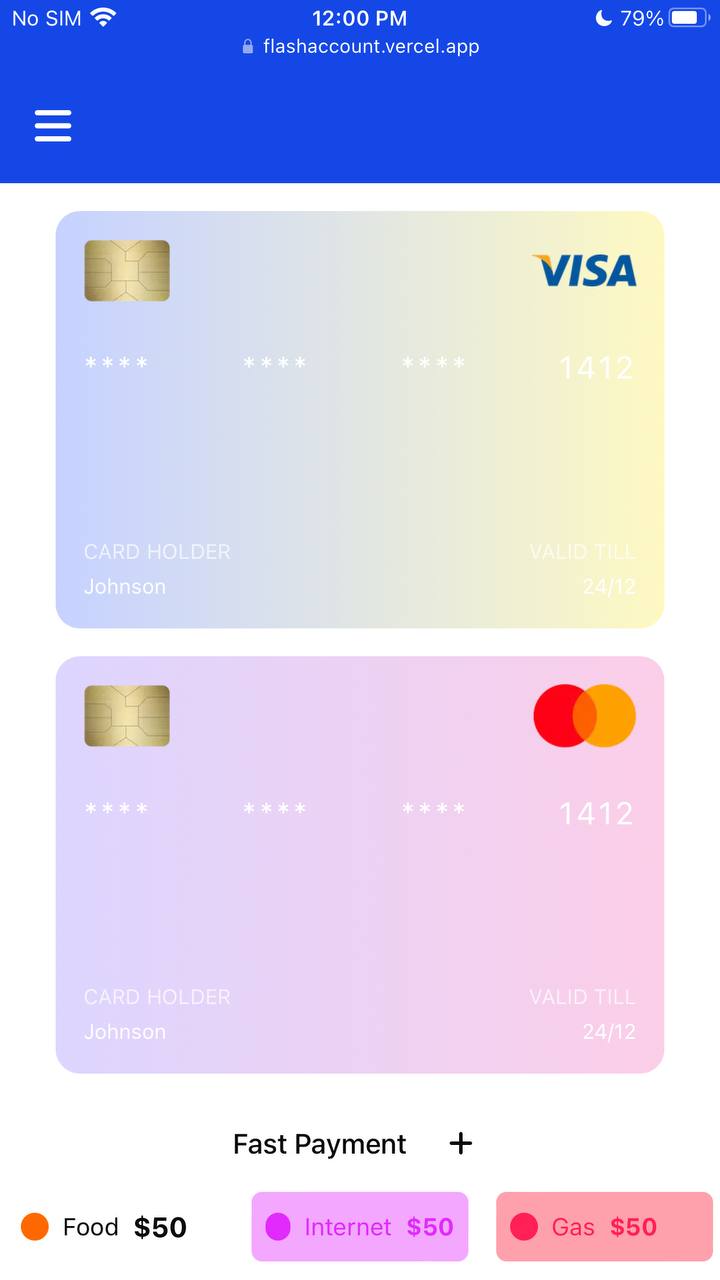 No SIM 12:00 PM 79%
flashaccount.vercel.app
VISA
**** **** **** 1412
CARD HOLDER VALID TILL
Johnson 24/12
**** **** **** 1412
CARD HOLDER VALID TILL
Johnson 24/12
Fast Payment +
Food $50 Internet $50 Gas $50